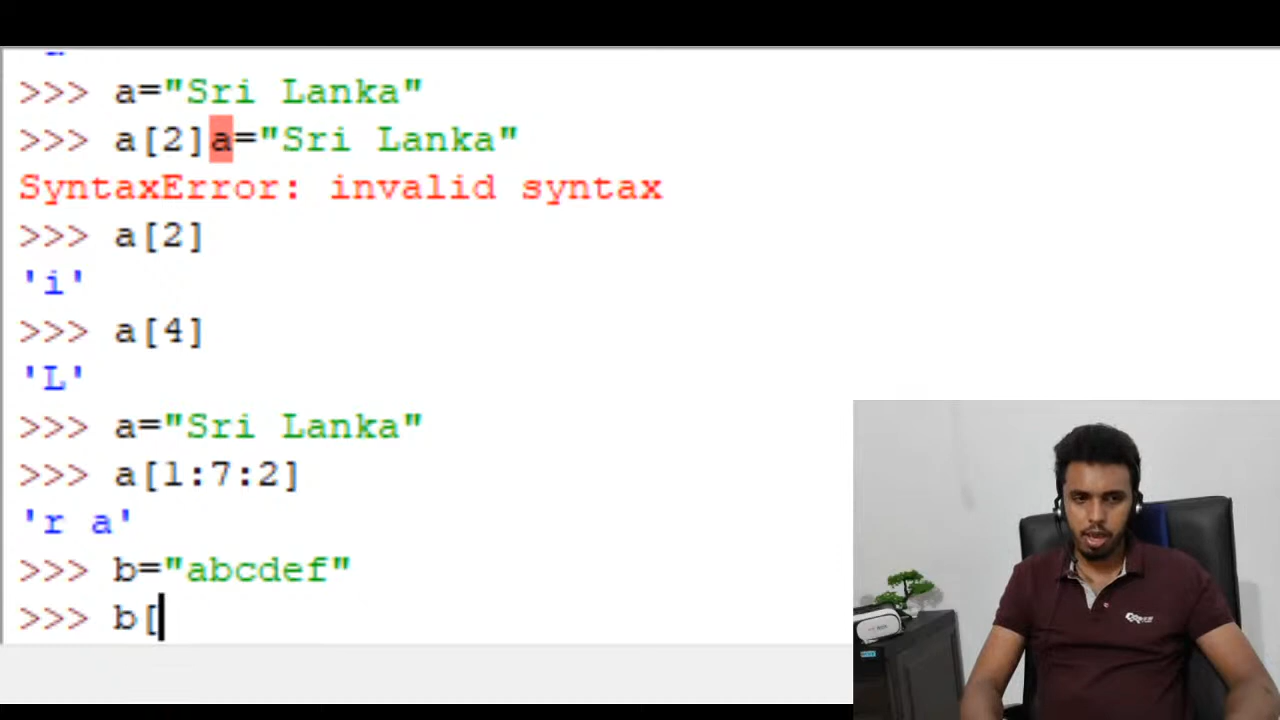 >>> a="Sri Lanka"
>>> a[2]a="Sri Lanka"
SyntaxError: invalid syntax
>>> a[2]
'i'
>>> a[4]
'L'
>>> a="Sri Lanka"
>>> a[1:7:2]
'r a'
>>> b="abcdef"
>>> b[